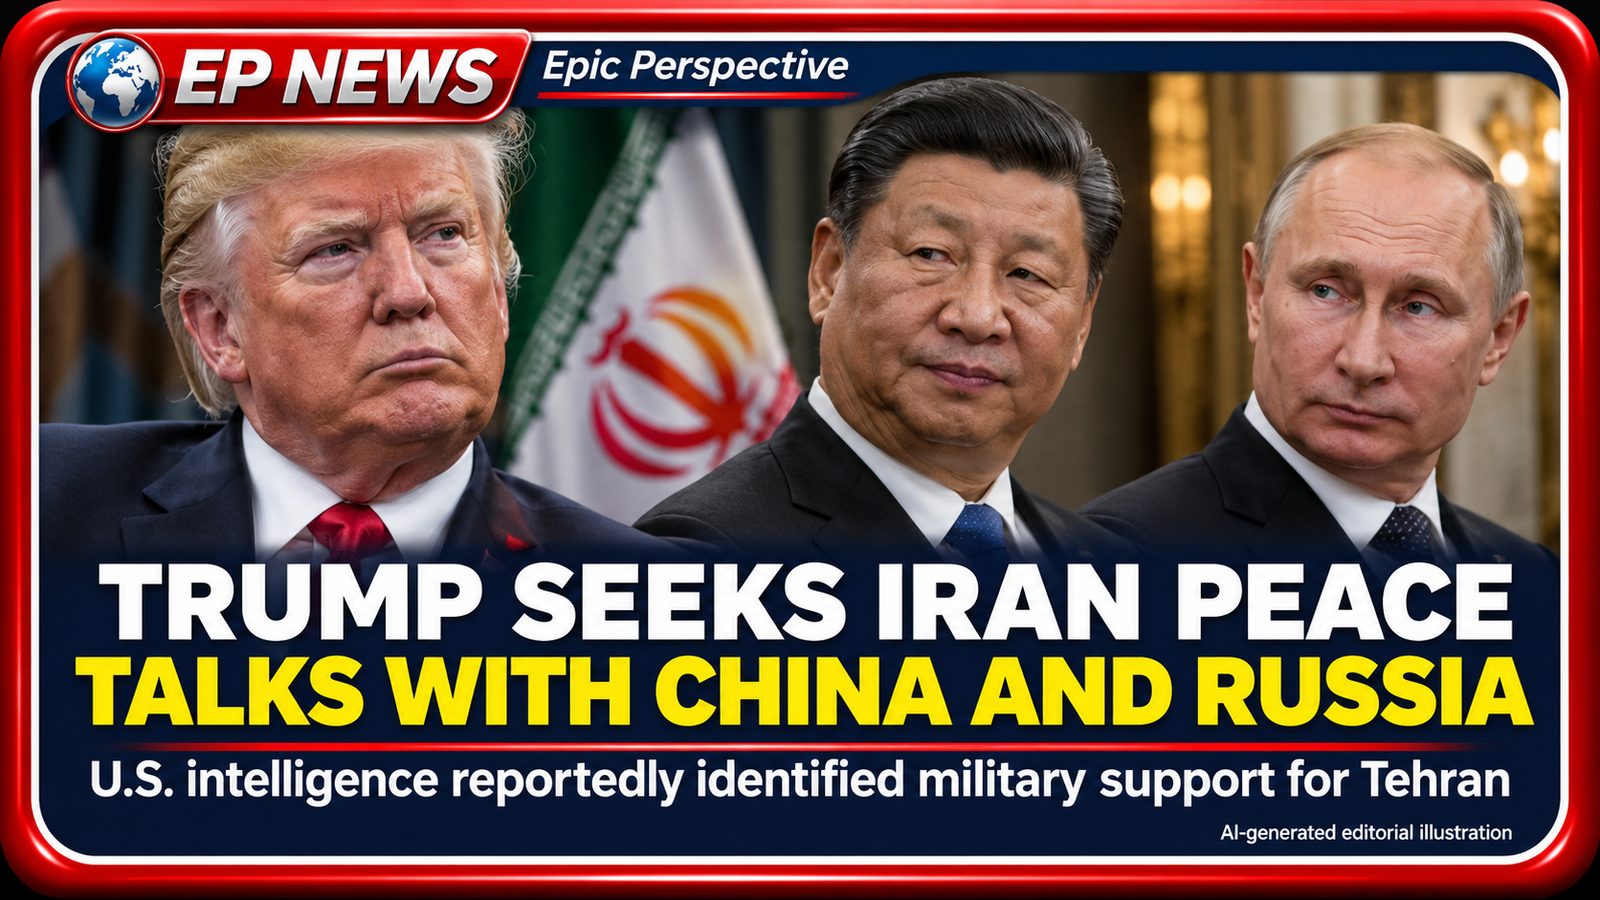 EP NEWS
Epic Perspective
TRUMP SEEKS IRAN PEACE
TALKS WITH CHINA AND RUSSIA
U.S. intelligence reportedly identified military support for Tehran
AI-generated editorial illustration